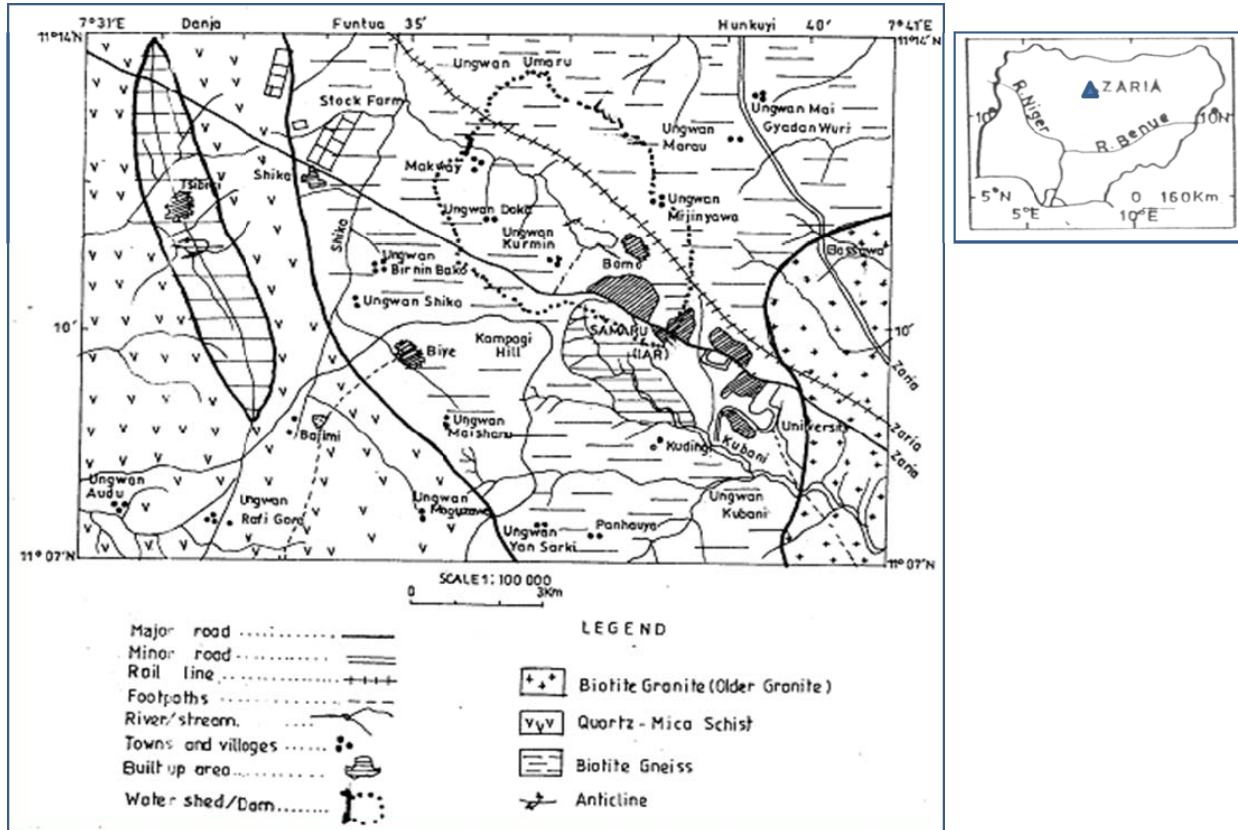 7°31'E Danja Funtua 35' Hunkuyi 40' 7°41'E
11°14'N 11°14'N
Ungwan Umaru
Stock Farm
Ungwan Mai
Gyadan Wuri
Ungwan
Marau
Makway
Shika
Ungwan
Mijinyawa
Ungwan Doka
Ungwan
Kurmin
Shika
Bomo
Bassawa
Ungwan
Birnin Bako
Ungwan Shika
10' 10'
SAMARU
(IAR)
Kampagi
Hill
Biye
Zaria
Zaria
Zaria
Bajimi
Ungwan
Maisharu
University
Kubani
Kudingi
Ungwan
Audu
Ungwan
Rafi Gora
Ungwan
Maguzawa
Ungwan
Kubani
Ungwan
Yan Sarki
Panhauya
11°07'N 11°07'N
SCALE 1: 100 000
0 3Km
Major road
Minor road
Rail line
Footpaths
River/stream
Towns and villages
Built up area
Water shed/Dam
LEGEND
Biotite Granite (Older Granite)
Quartz-Mica Schist
Biotite Gneiss
Anticline
ZARIA
R. Niger
R. Benue
10°N
5°N
5°E
10°E
0 160Km